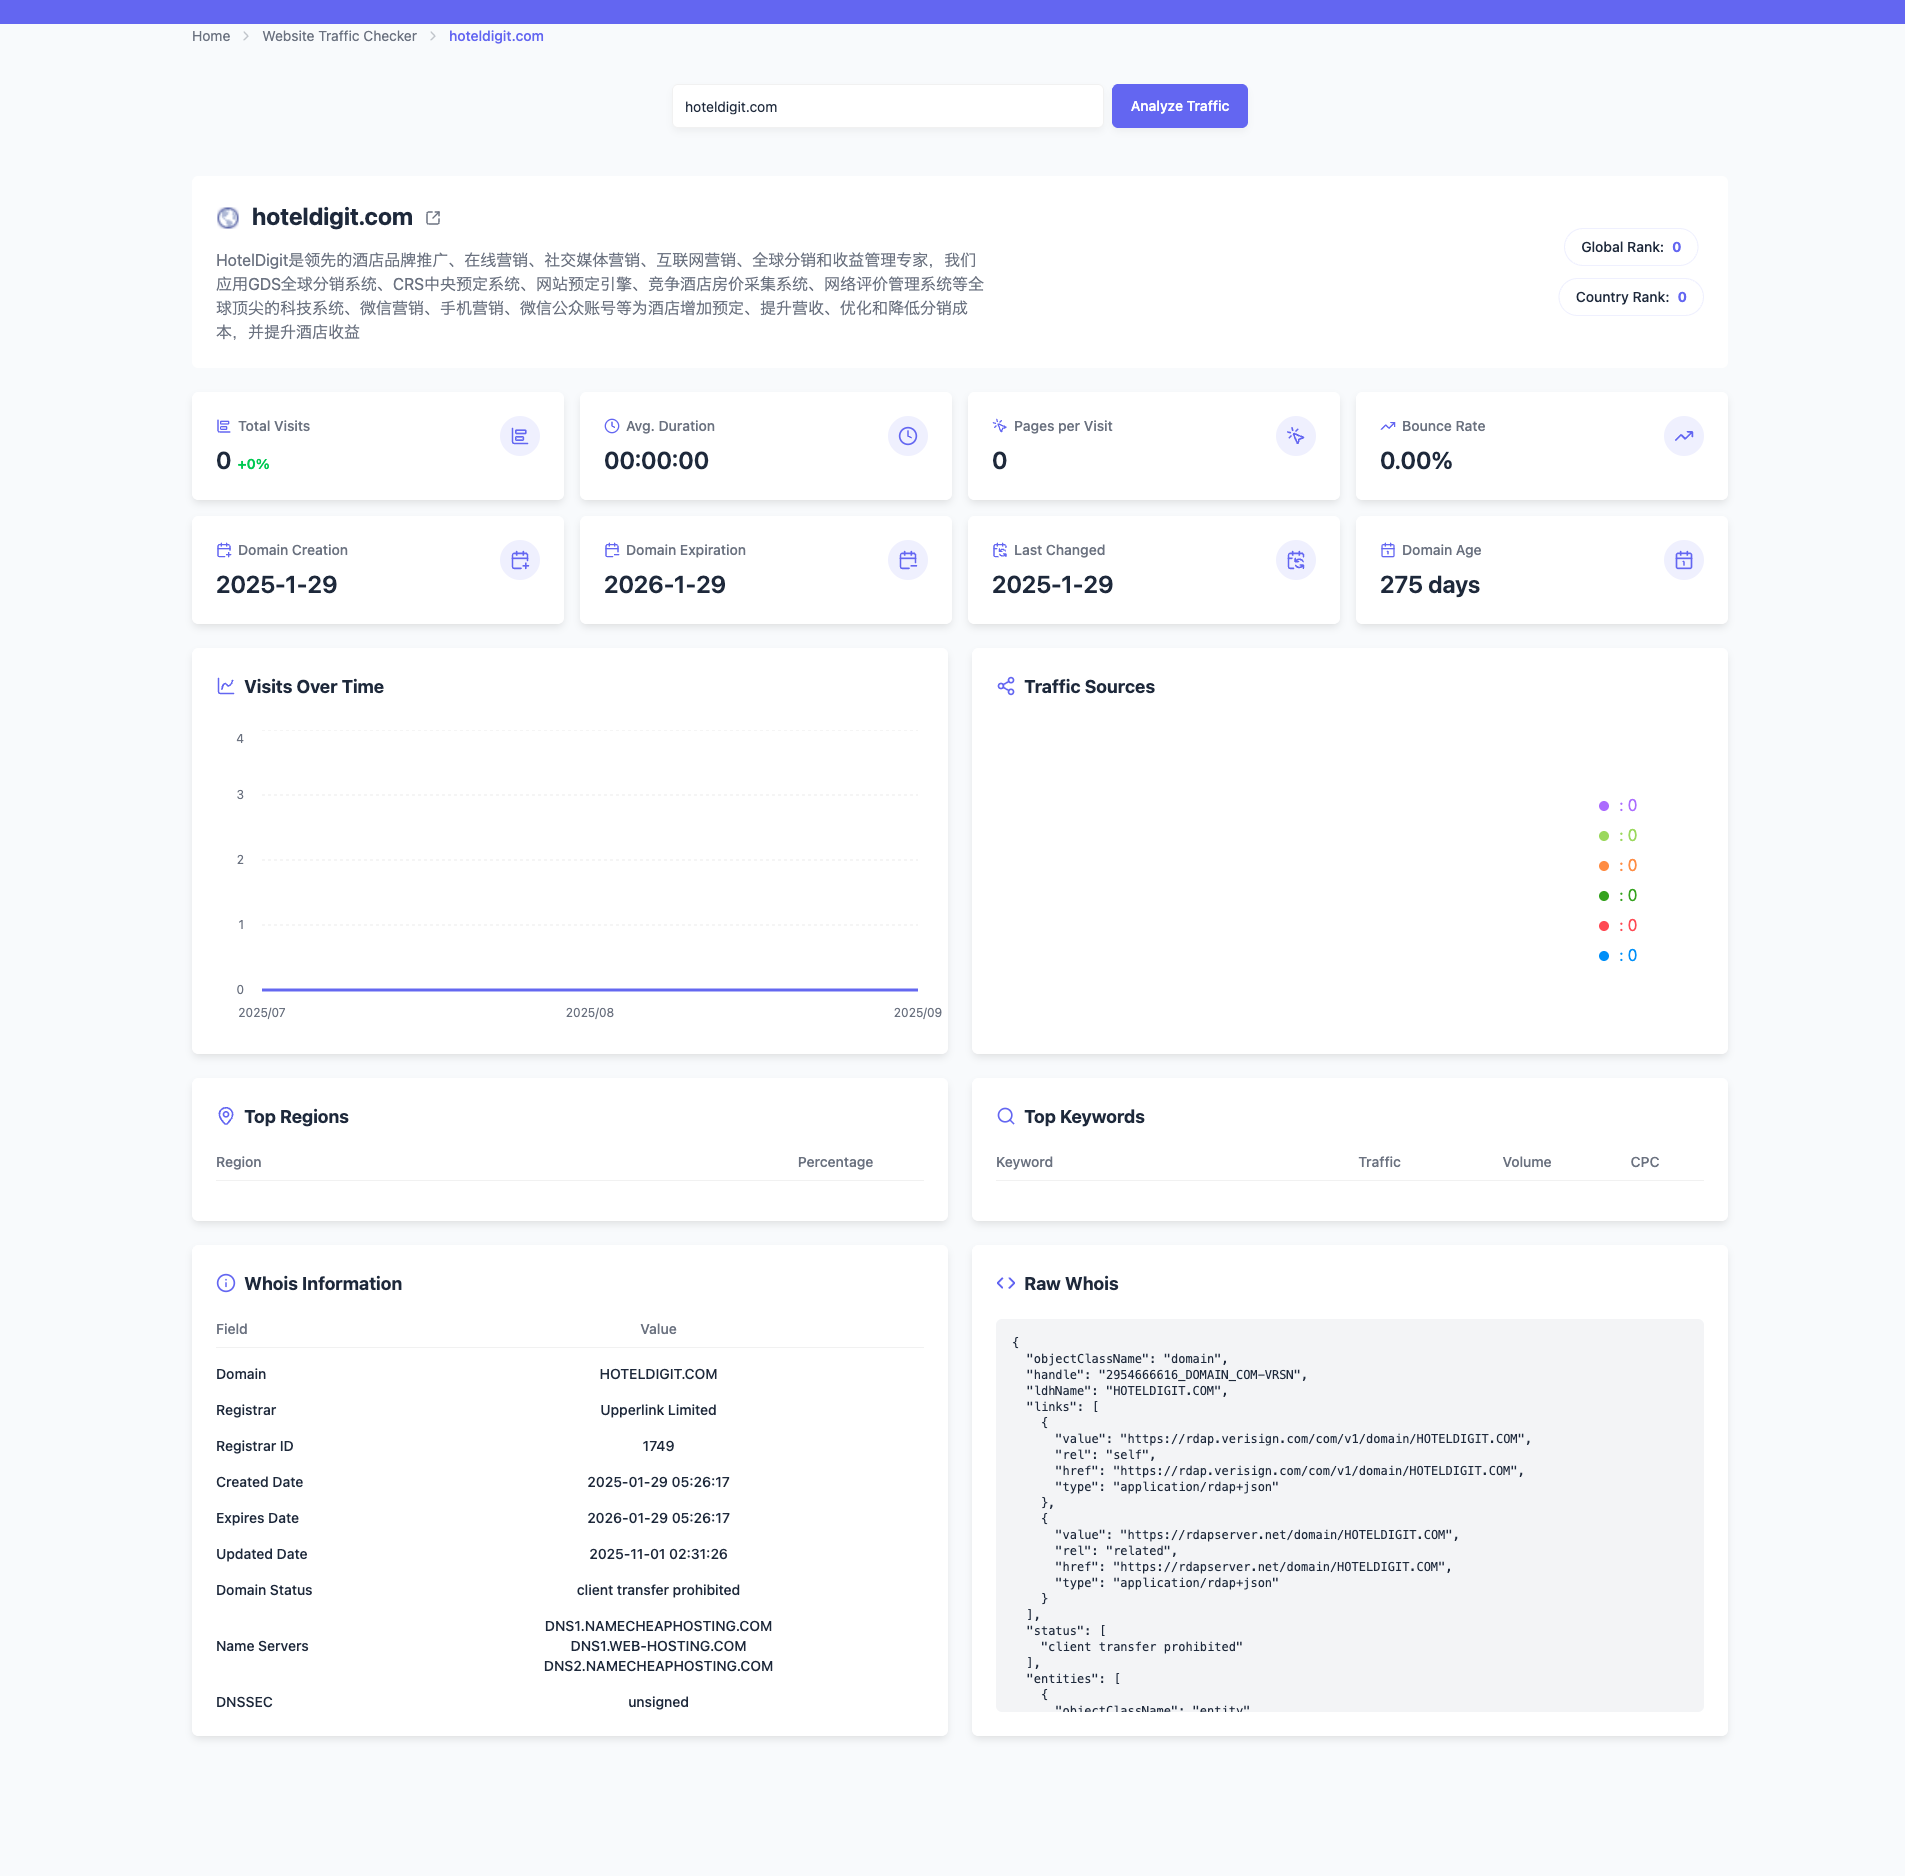 Home > Website Traffic Checker > hoteldigit.com
hoteldigit.com
Analyze Traffic
hoteldigit.com
HotelDigit是领先的酒店品牌推广、在线营销、社交媒体营销、互联网营销、全球分销和收益管理专家，我们
应用GDS全球分销系统、CRS中央预定系统、网站预定引擎、竞争酒店房价采集系统、网络评价管理系统等全
球顶尖的科技系统、微信营销、手机营销、微信公众账号等为酒店增加预定、提升营收、优化和降低分销成
本，并提升酒店收益
Global Rank: 0
Country Rank: 0
Total Visits
0 +0%
Avg. Duration
00:00:00
Pages per Visit
0
Bounce Rate
0.00%
Domain Creation
2025-1-29
Domain Expiration
2026-1-29
Last Changed
2025-1-29
Domain Age
275 days
Visits Over Time
4
3
2
1
0
2025/07 2025/08 2025/09
Traffic Sources
: 0
: 0
: 0
: 0
: 0
: 0
Top Regions
Region Percentage
Top Keywords
Keyword Traffic Volume CPC
Whois Information
Field Value
Domain HOTELDIGIT.COM
Registrar Upperlink Limited
Registrar ID 1749
Created Date 2025-01-29 05:26:17
Expires Date 2026-01-29 05:26:17
Updated Date 2025-11-01 02:31:26
Domain Status client transfer prohibited
Name Servers DNS1.NAMECHEAPHOSTING.COM
DNS1.WEB-HOSTING.COM
DNS2.NAMECHEAPHOSTING.COM
DNSSEC unsigned
Raw Whois
{
"objectClassName": "domain",
"handle": "2954666616_DOMAIN_COM-VRSN",
"ldhName": "HOTELDIGIT.COM",
"links": [
{
"value": "https://rdap.verisign.com/com/v1/domain/HOTELDIGIT.COM",
"rel": "self",
"href": "https://rdap.verisign.com/com/v1/domain/HOTELDIGIT.COM",
"type": "application/rdap+json"
},
{
"value": "https://rdapserver.net/domain/HOTELDIGIT.COM",
"rel": "related",
"href": "https://rdapserver.net/domain/HOTELDIGIT.COM",
"type": "application/rdap+json"
}
],
"status": [
"client transfer prohibited"
],
"entities": [
{
"objectClassName": "entity"